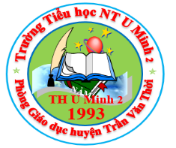 Trường Tiểu học NT U Minh 2
TH U Minh 2
1993
Phòng Giáo dục huyện Trần Văn Thời